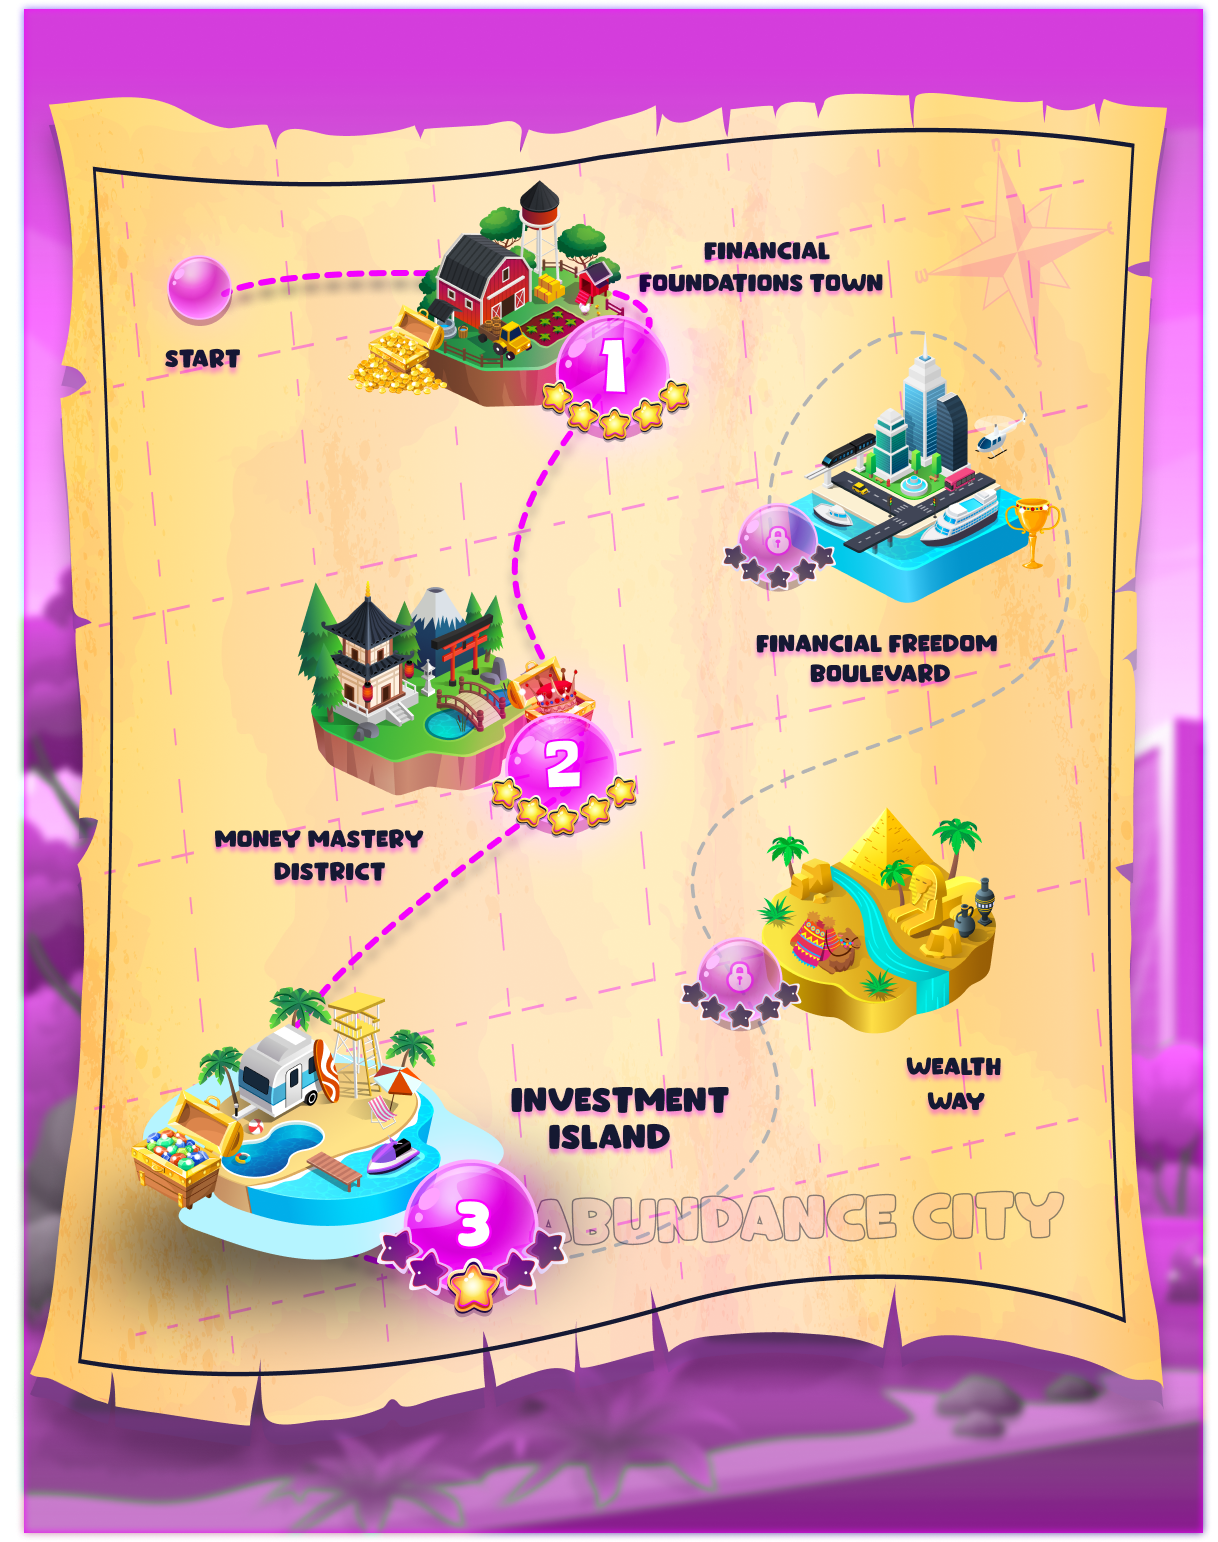 FINANCIAL
FOUNDATIONS TOWN
START
1
FINANCIAL FREEDOM
BOULEVARD
2
MONEY MASTERY
DISTRICT
WEALTH
WAY
INVESTMENT
ISLAND
3
ABUNDANCE CITY